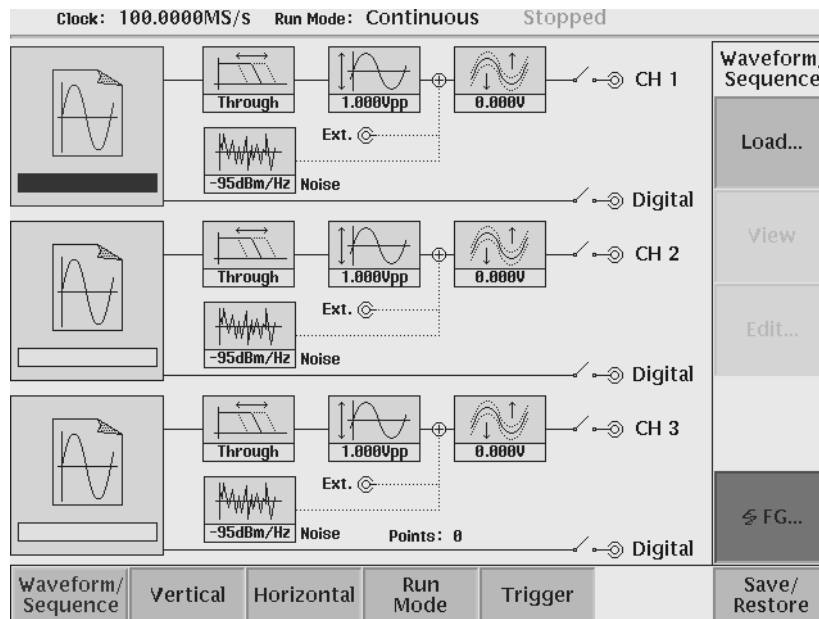 Clock: 100.0000MS/s Run Mode: Continuous Stopped
Waveform/
Sequence
Through
1.000Vpp
0.000V
CH 1
Ext.
-95dBm/Hz Noise
Digital
Load...
Through
1.000Vpp
0.000V
CH 2
View
Ext.
-95dBm/Hz Noise
Digital
Edit...
Through
1.000Vpp
0.000V
CH 3
Ext.
-95dBm/Hz Noise
Points: 0
Digital
FG...
Waveform/
Sequence
Vertical
Horizontal
Run
Mode
Trigger
Save/
Restore